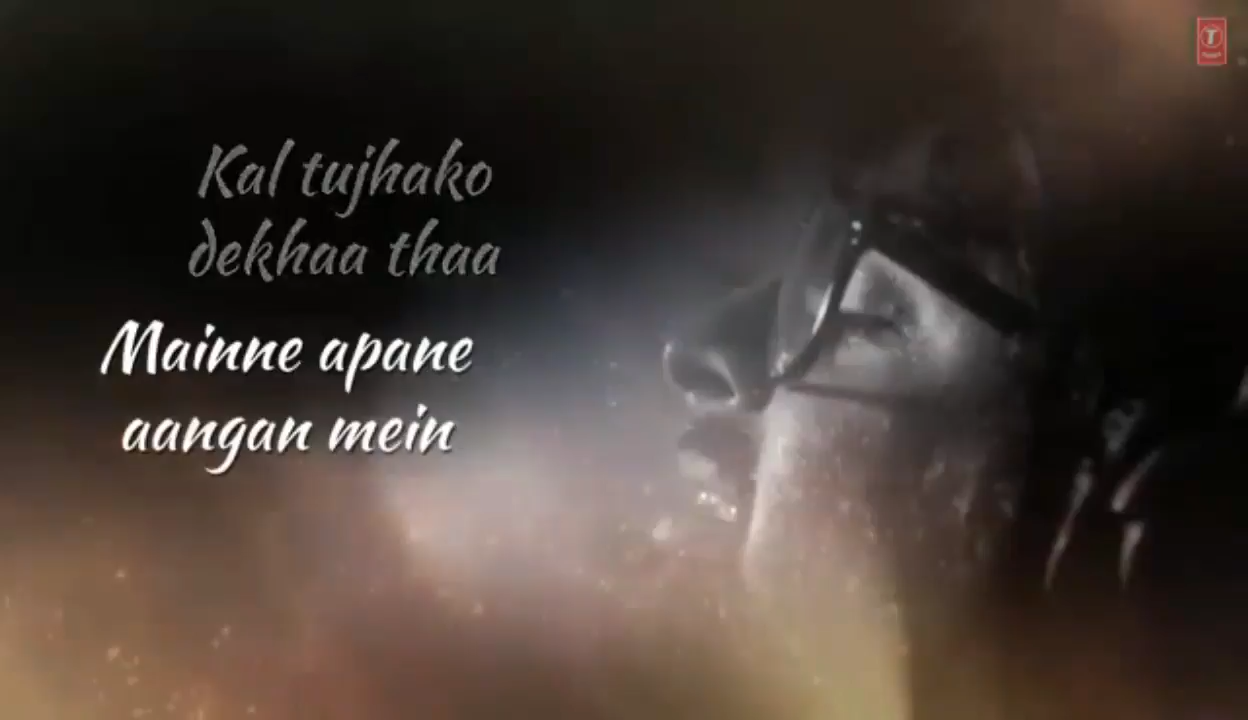 Kal tujhako
dekhaa thaa
Mainne apane
aangan mein
T